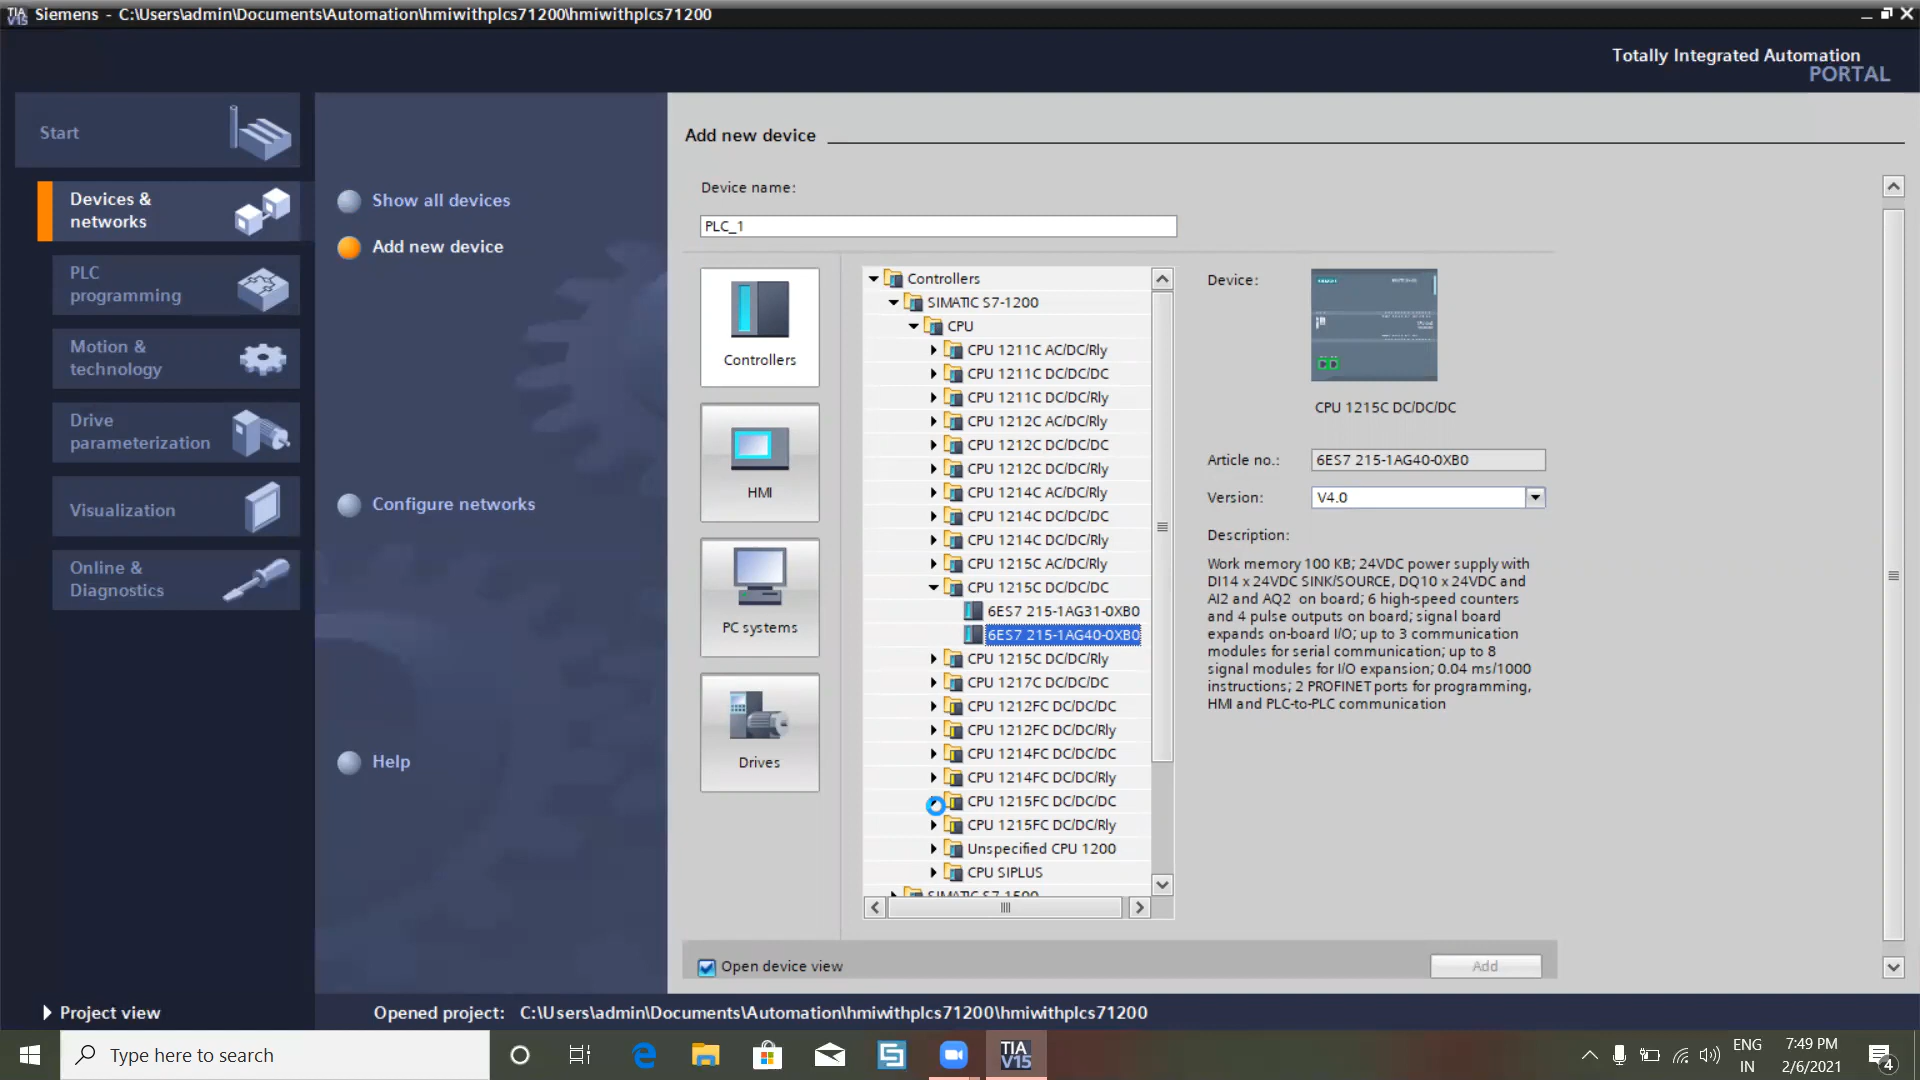 TIA V15 Siemens - C:\Users\admin\Documents\Automation\hmiwithplcs71200\hmiwithplcs71200
Totally Integrated Automation
PORTAL
Start
Devices &
networks
PLC
programming
Motion &
technology
Drive
parameterization
Visualization
Online &
Diagnostics
Show all devices
Add new device
Configure networks
Help
Add new device
Device name:
PLC_1
Controllers
HMI
PC systems
Drives
Controllers
SIMATIC S7-1200
CPU
CPU 1211C AC/DC/Rly
CPU 1211C DC/DC/DC
CPU 1211C DC/DC/Rly
CPU 1212C AC/DC/Rly
CPU 1212C DC/DC/DC
CPU 1212C DC/DC/Rly
CPU 1214C AC/DC/Rly
CPU 1214C DC/DC/DC
CPU 1214C DC/DC/Rly
CPU 1215C AC/DC/Rly
CPU 1215C DC/DC/DC
6ES7 215-1AG31-0XB0
6ES7 215-1AG40-0XB0
CPU 1215C DC/DC/Rly
CPU 1217C DC/DC/DC
CPU 1212FC DC/DC/DC
CPU 1212FC DC/DC/Rly
CPU 1214FC DC/DC/DC
CPU 1214FC DC/DC/Rly
CPU 1215FC DC/DC/DC
CPU 1215FC DC/DC/Rly
Unspecified CPU 1200
CPU SIPLUS
SIMATIC S7-1500
Device:
CPU 1215C DC/DC/DC
Article no.: 6ES7 215-1AG40-0XB0
Version: V4.0
Description:
Work memory 100 KB; 24VDC power supply with
DI14 x 24VDC SINK/SOURCE, DQ10 x 24VDC and
AI2 and AQ2 on board; 6 high-speed counters
and 4 pulse outputs on board; signal board
expands on-board I/O; up to 3 communication
modules for serial communication; up to 8
signal modules for I/O expansion; 0.04 ms/1000
instructions; 2 PROFINET ports for programming,
HMI and PLC-to-PLC communication
Open device view
Add
Project view
Opened project: C:\Users\admin\Documents\Automation\hmiwithplcs71200\hmiwithplcs71200
Type here to search
TIA
V15
ENG
IN
7:49 PM
2/6/2021
4